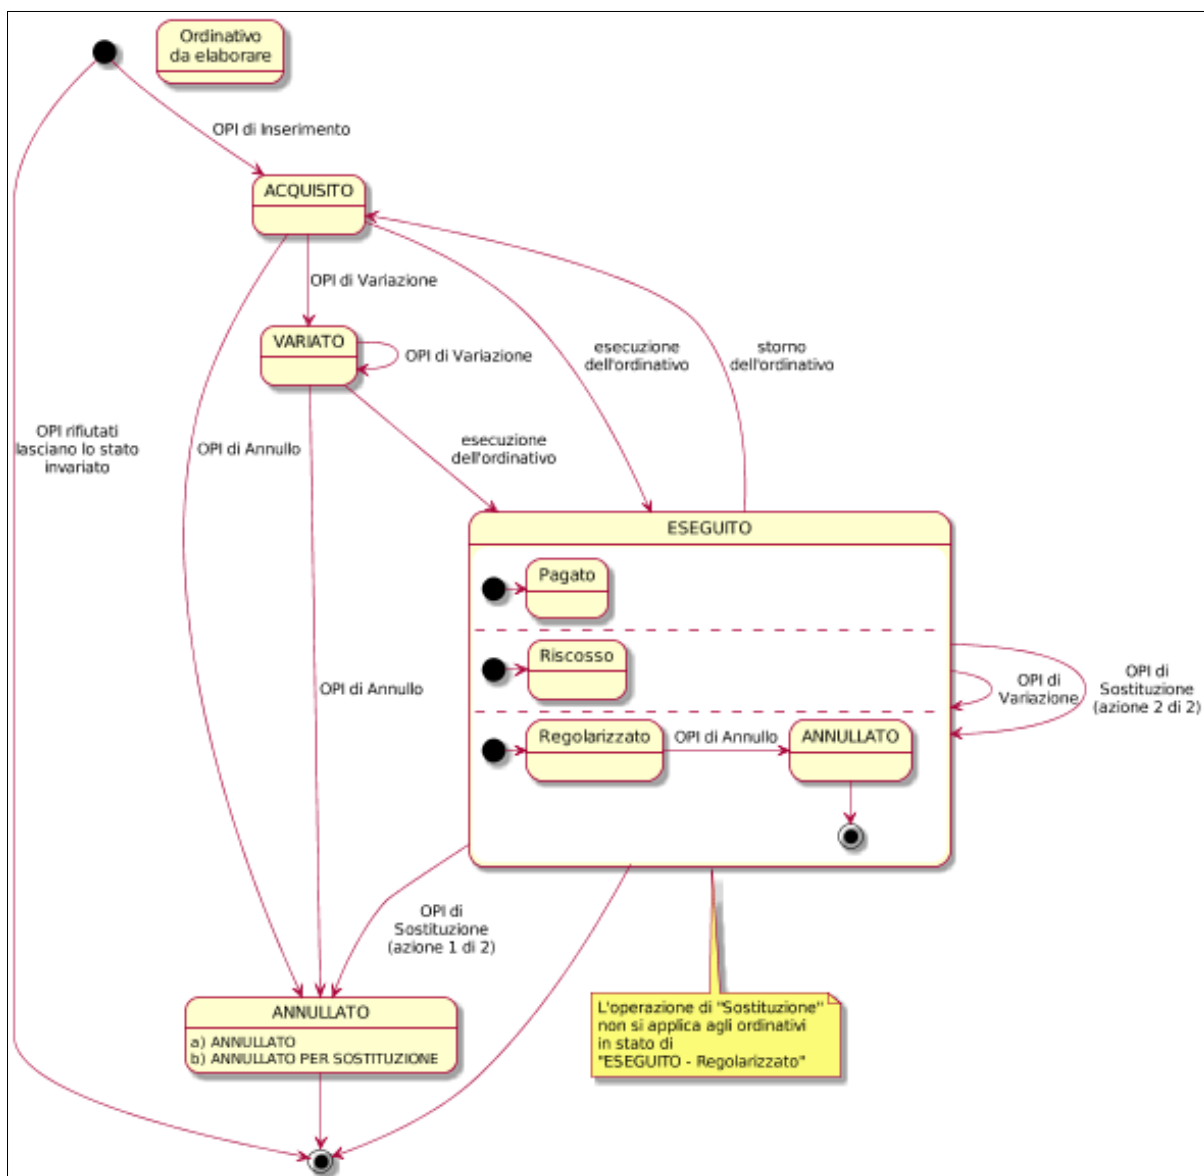 Ordinativo
da elaborare
OPI di Inserimento
ACQUISITO
OPI di Variazione
VARIATO
OPI di Variazione
esecuzione
dell'ordinativo
storno
dell'ordinativo
OPI rifiutati
lasciano lo stato
invariato
OPI di Annullo
esecuzione
dell'ordinativo
ESEGUITO
Pagato
Riscosso
OPI di Annullo
OPI di
Variazione
OPI di
Sostituzione
(azione 2 di 2)
Regolarizzato
OPI di Annullo
ANNULLATO
OPI di
Sostituzione
(azione 1 di 2)
ANNULLATO
a) ANNULLATO
b) ANNULLATO PER SOSTITUZIONE
L'operazione di "Sostituzione"
non si applica agli ordinativi
in stato di
"ESEGUITO - Regolarizzato"